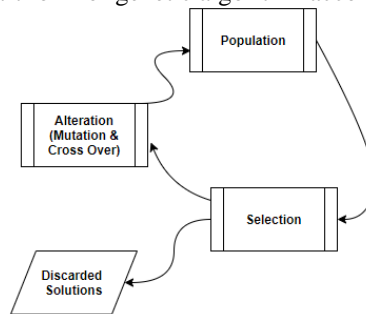 Population
Alteration
(Mutation &
Cross Over)
Selection
Discarded
Solutions